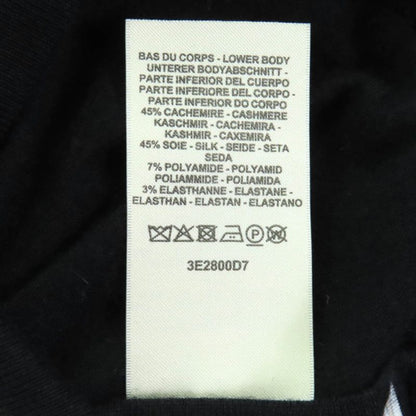 BAS DU CORPS - LOWER BODY
UNTERER BODYABSCHNITT -
PARTE INFERIOR DEL CUERPO
PARTE INFERIORE DEL CORPO -
PARTE INFERIOR DO CORPO
45% CACHEMIRE - CASHMERE
KASCHMIR - CACHEMIRA -
KASHMIR - CAXEMIRA
45% SOIE - SILK - SEIDE - SETA
SEDA
7% POLYAMIDE - POLYAMID
POLIAMMIDE - POLIAMIDA
3% ELASTHANNE - ELASTANE -
ELASTHAN - ELASTAN - ELASTANO
P
3E2800D7